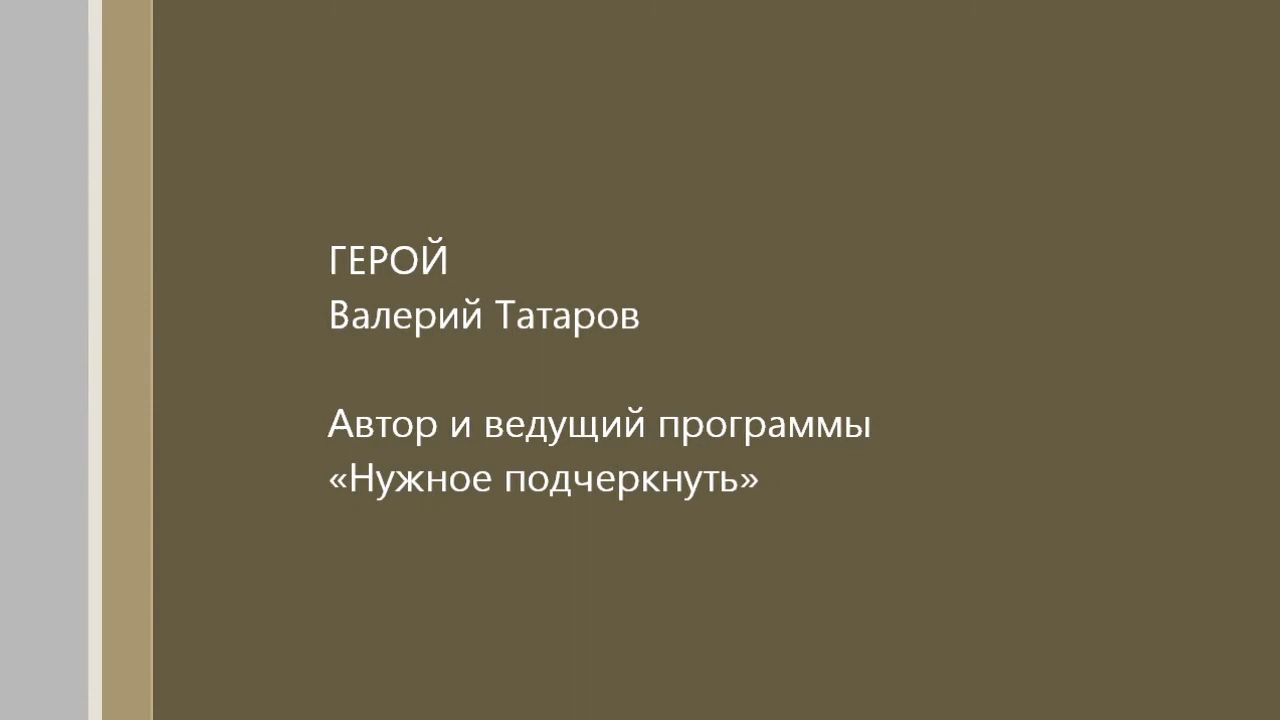 ГЕРОЙ
Валерий Татаров
Автор и ведущий программы
«Нужное подчеркнуть»